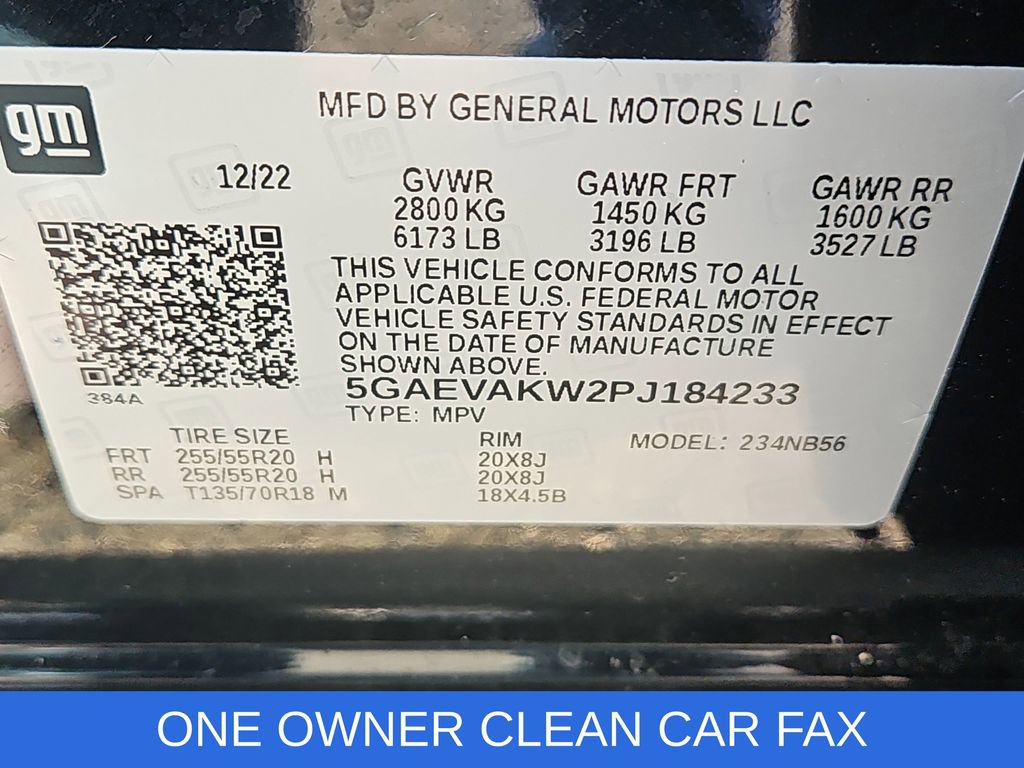 gm
MFD BY GENERAL MOTORS LLC
12/22 GVWR GAWR FRT GAWR RR
2800 KG 1450 KG 1600 KG
6173 LB 3196 LB 3527 LB
THIS VEHICLE CONFORMS TO ALL
APPLICABLE U.S. FEDERAL MOTOR
VEHICLE SAFETY STANDARDS IN EFFECT
ON THE DATE OF MANUFACTURE
SHOWN ABOVE.
384A
5GAEVAKW2PJ184233
TYPE: MPV
TIRE SIZE RIM MODEL: 234NB56
FRT 255/55R20 H 20X8J
RR 255/55R20 H 20X8J
SPA T135/70R18 M 18X4.5B
ONE OWNER CLEAN CAR FAX